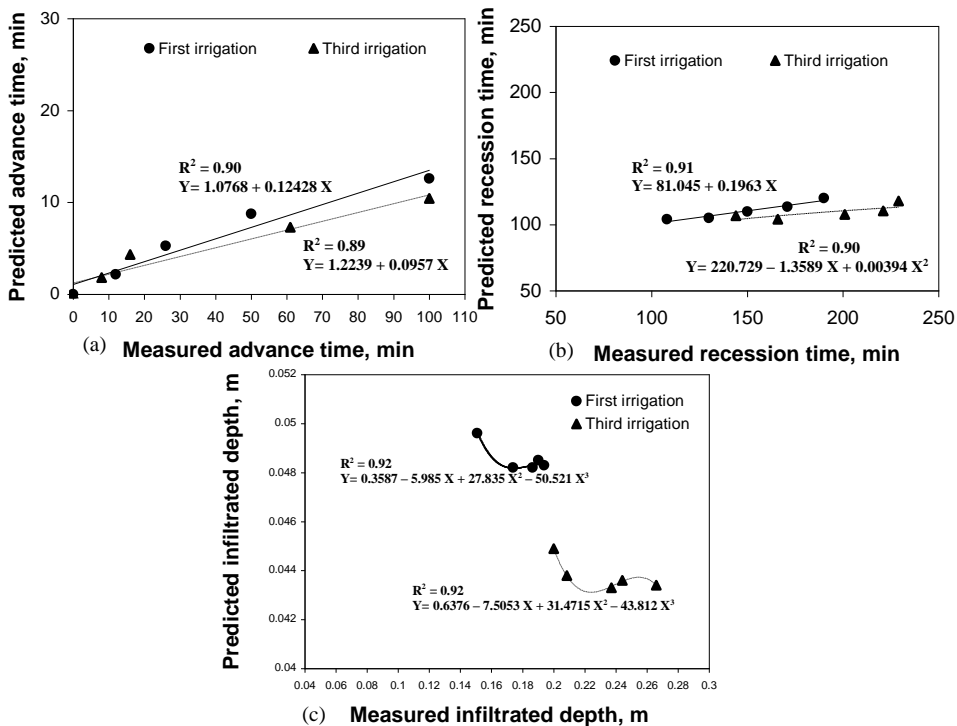 Predicted advance time, min
30
20
10
0
First irrigation
Third irrigation
R² = 0.90
Y= 1.0768 + 0.12428 X
R² = 0.89
Y= 1.2239 + 0.0957 X
0 10 20 30 40 50 60 70 80 90 100 110
(a) Measured advance time, min
Predicted recession time, min
250
200
150
100
50
First irrigation
Third irrigation
R² = 0.91
Y= 81.045 + 0.1963 X
R² = 0.90
Y= 220.729 – 1.3589 X + 0.00394 X²
50 100 150 200 250
(b) Measured recession time, min
Predicted infiltrated depth, m
0.052
0.05
0.048
0.046
0.044
0.042
0.04
First irrigation
Third irrigation
R² = 0.92
Y= 0.3587 – 5.985 X + 27.835 X² – 50.521 X³
R² = 0.92
Y= 0.6376 – 7.5053 X + 31.4715 X² – 43.812 X³
0.04 0.06 0.08 0.1 0.12 0.14 0.16 0.18 0.2 0.22 0.24 0.26 0.28 0.3
(c) Measured infiltrated depth, m